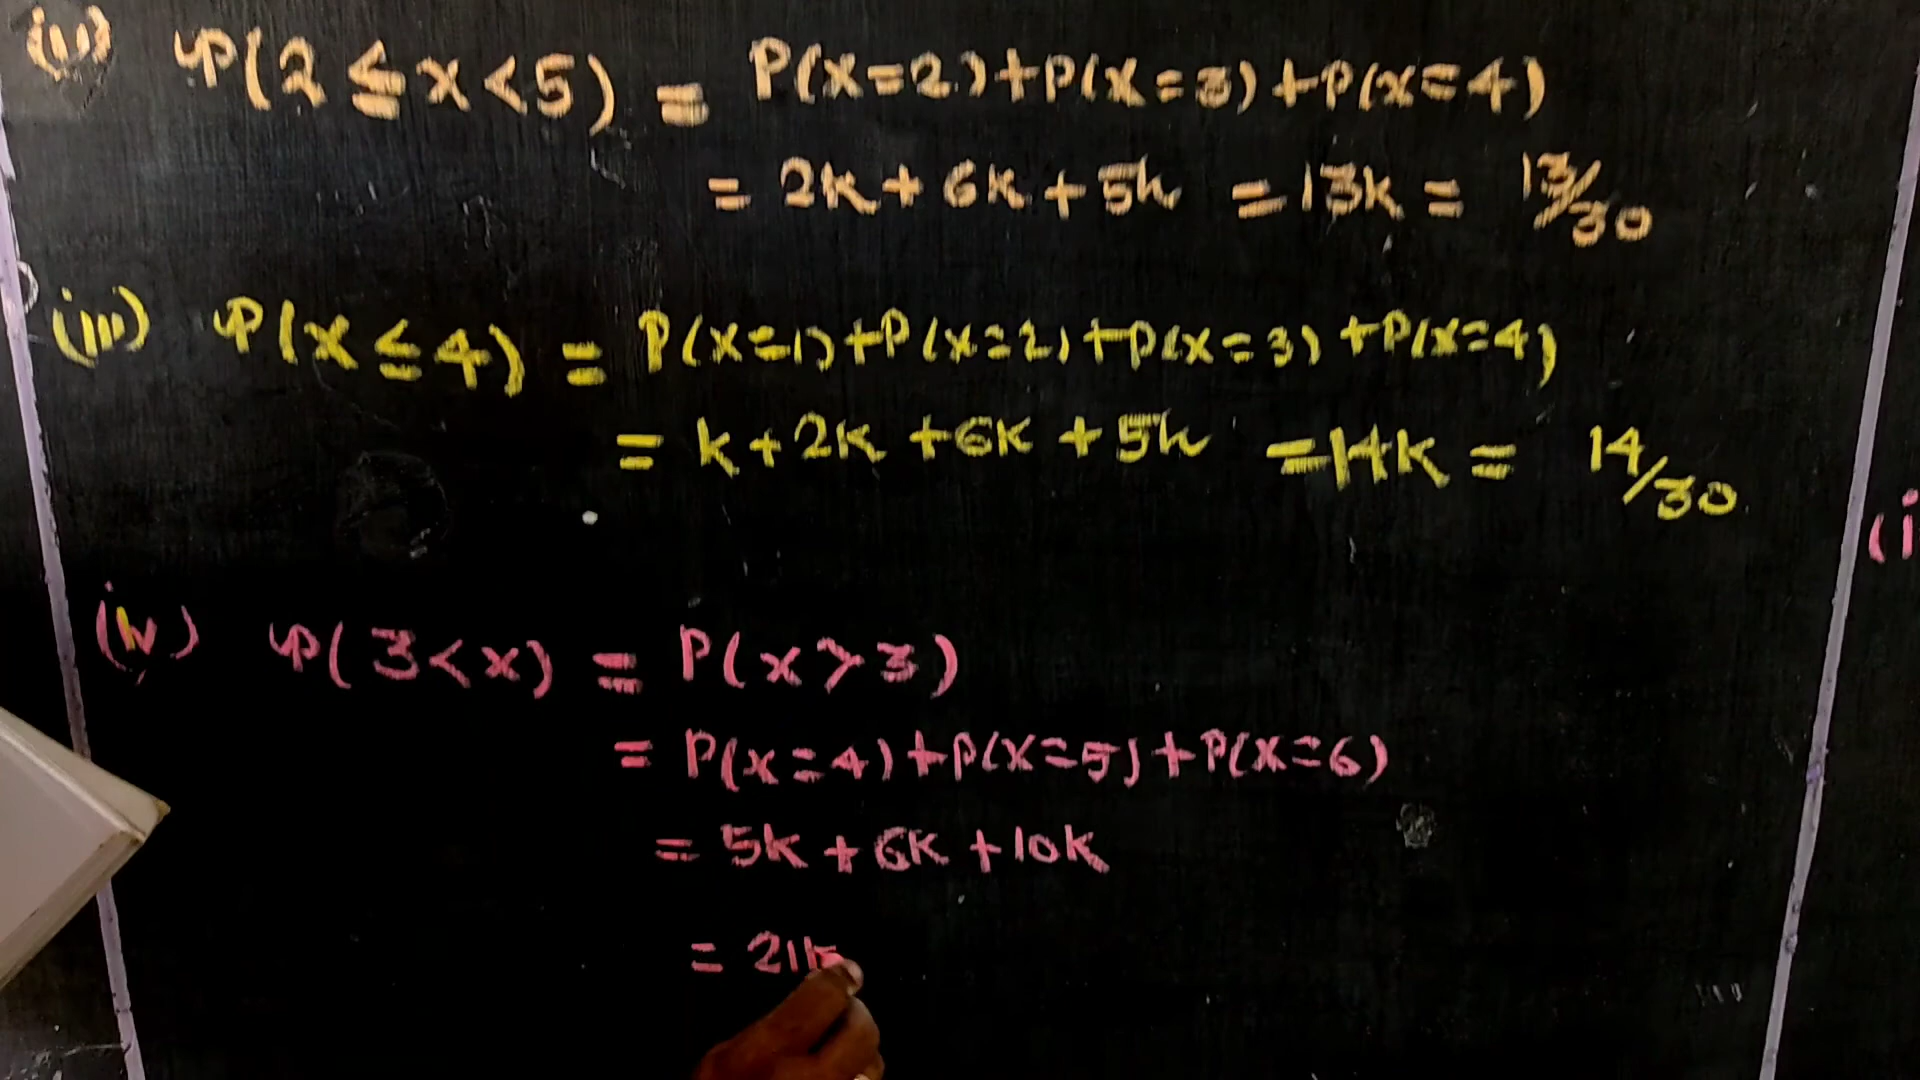 (ii) P(2≤x<5) = P(x=2)+P(x=3)+P(x=4)
= 2k+6k+5k = 13k = 13/30
(iii) P(x≤4) = P(x=1)+P(x=2)+P(x=3)+P(x=4)
= k+2k+6k+5k = 14k = 14/30
(iv) P(3<x) = P(x>3)
= P(x=4)+P(x=5)+P(x=6)
= 5k+6k+10k
= 21k